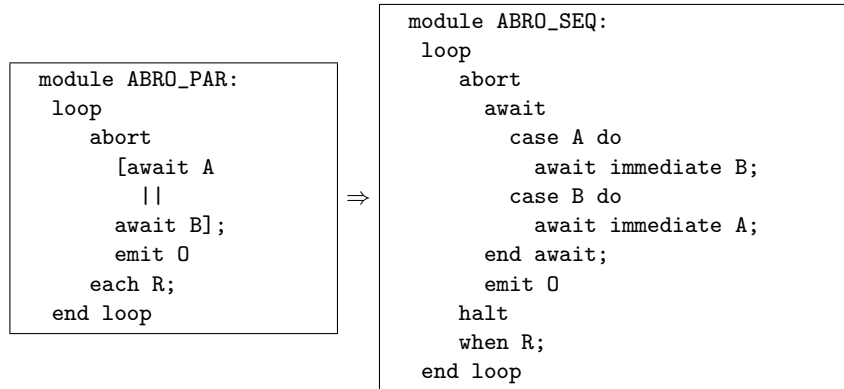 module ABRO_PAR:
loop
abort
[await A
||
await B];
emit O
each R;
end loop
⇒
module ABRO_SEQ:
loop
abort
await
case A do
await immediate B;
case B do
await immediate A;
end await;
emit O
halt
when R;
end loop